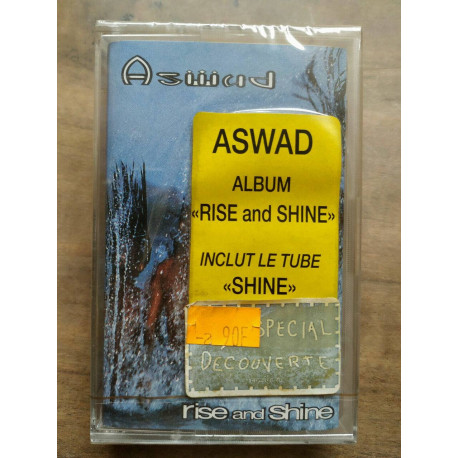 Aswad
ASWAD
ALBUM
«RISE and SHINE»
INCLUT LE TUBE
«SHINE»
SPECIAL
DECOUVERTE
rise and Shine